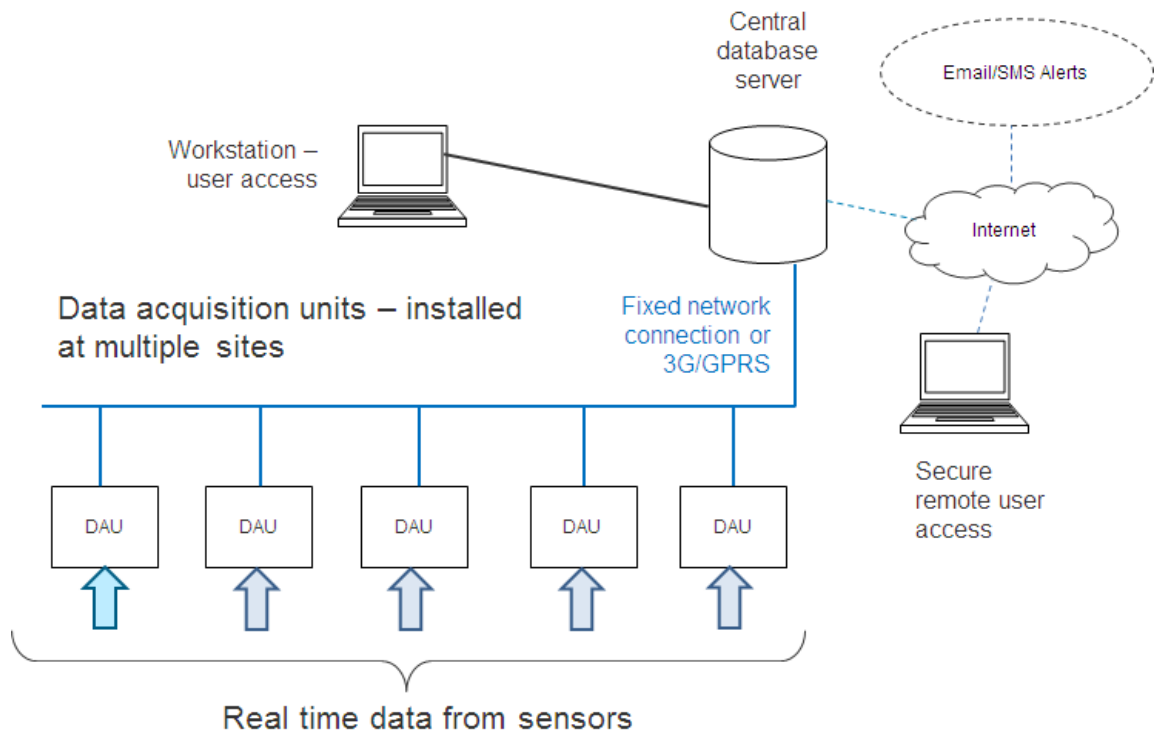 Central
database
server
Email/SMS Alerts
Workstation –
user access
Internet
Data acquisition units – installed
at multiple sites
Fixed network
connection or
3G/GPRS
Secure
remote user
access
DAU
DAU
DAU
DAU
DAU
Real time data from sensors